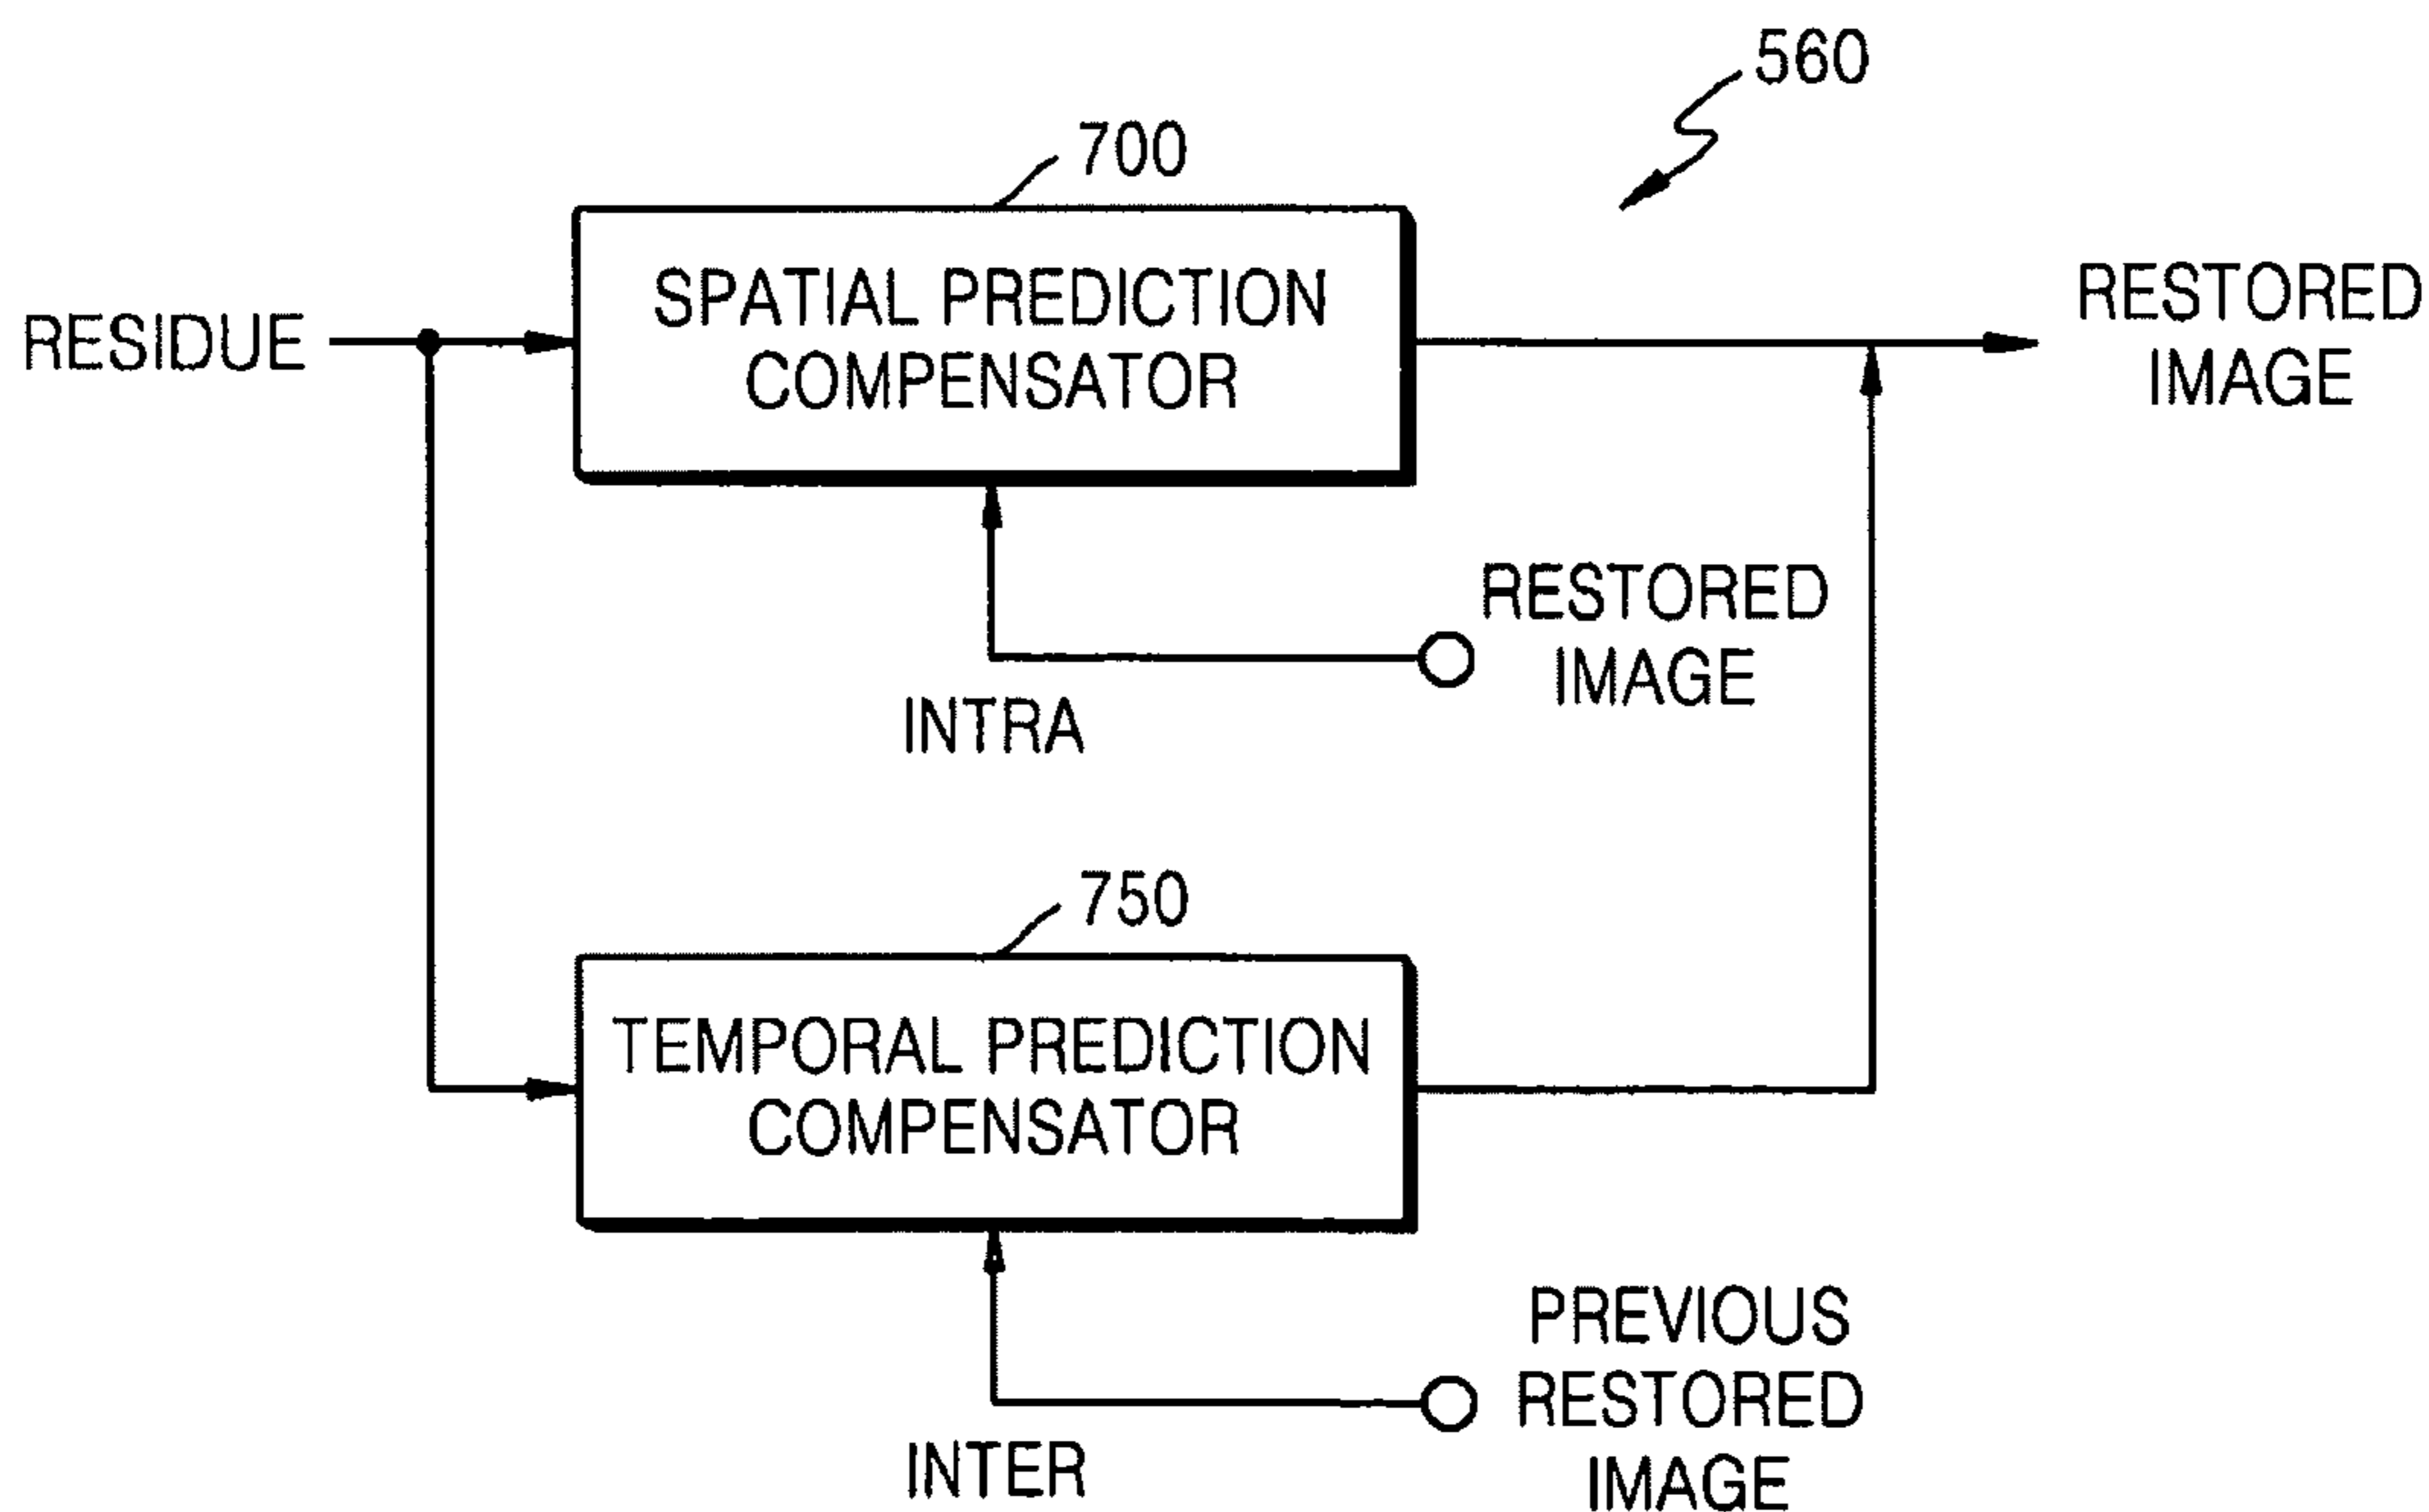 560
700
SPATIAL PREDICTION
COMPENSATOR
RESIDUE
RESTORED
IMAGE
RESTORED
IMAGE
INTRA
750
TEMPORAL PREDICTION
COMPENSATOR
PREVIOUS
RESTORED
IMAGE
INTER